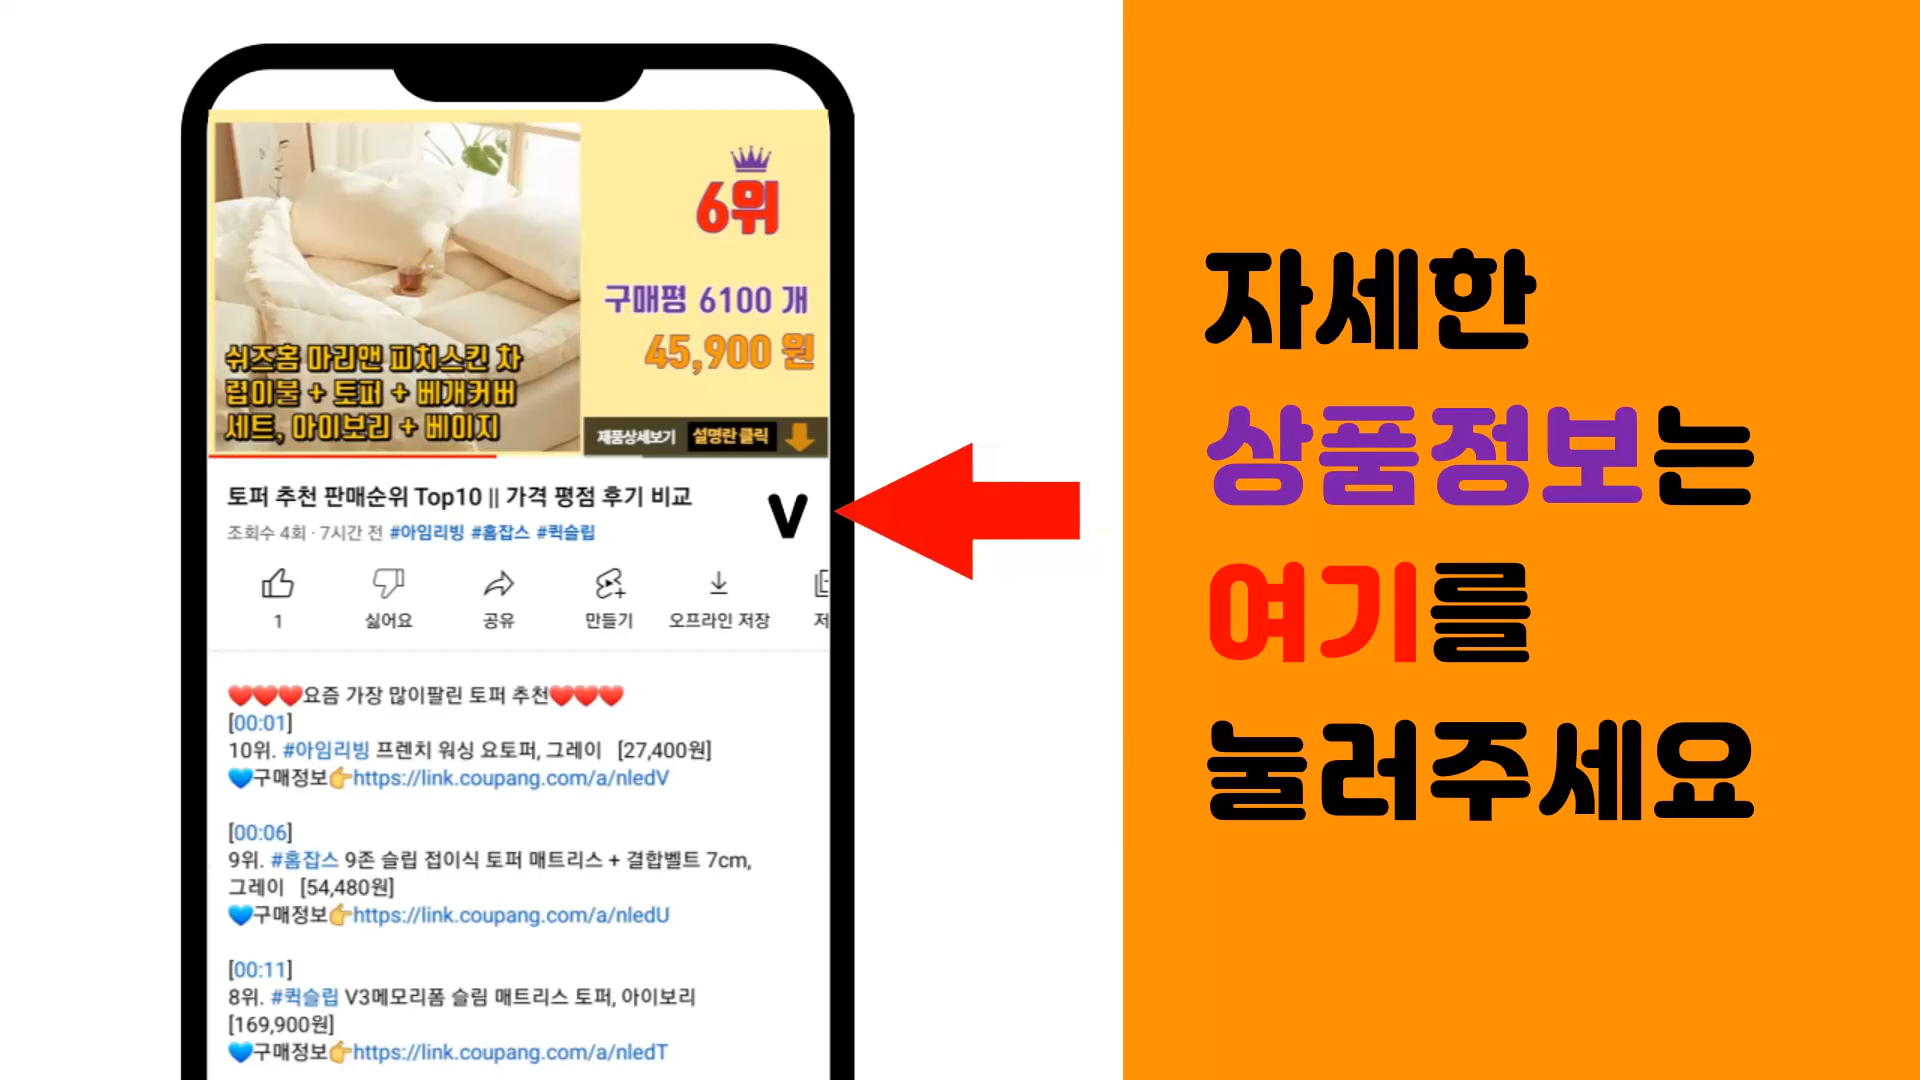 6위
구매평 6100 개
45,900 원
쉬즈홈 마리앤 피치스킨 차
렵이불 + 토퍼 + 베개커버
세트, 아이보리 + 베이지
제품상세보기 설명란 클릭
토퍼 추천 판매순위 Top10 || 가격 평점 후기 비교
V
조회수 4회 · 7시간 전 #아임리빙 #홈잡스 #퀵슬립
1 싫어요 공유 만들기 오프라인 저장 저
❤️❤️❤️요즘 가장 많이팔린 토퍼 추천❤️❤️❤️
[00:01]
10위. #아임리빙 프렌치 워싱 요토퍼, 그레이 [27,400원]
💙구매정보👉https://link.coupang.com/a/nledV
[00:06]
9위. #홈잡스 9존 슬립 접이식 토퍼 매트리스 + 결합벨트 7cm,
그레이 [54,480원]
💙구매정보👉https://link.coupang.com/a/nledU
[00:11]
8위. #퀵슬립 V3메모리폼 슬림 매트리스 토퍼, 아이보리
[169,900원]
💙구매정보👉https://link.coupang.com/a/nledT
자세한
상품정보는
여기를
눌러주세요